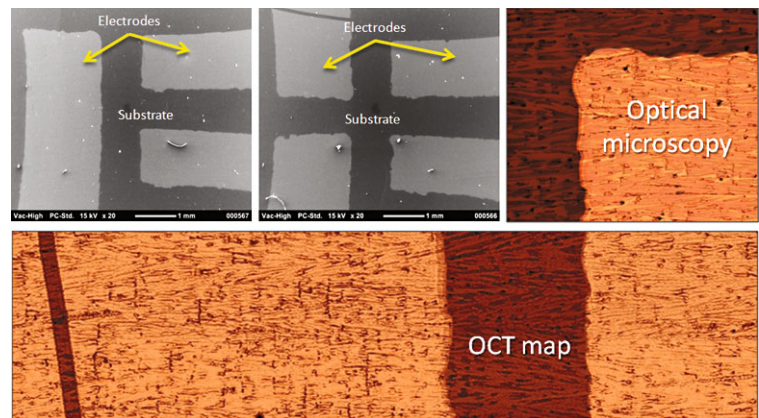 Electrodes
Substrate
Vac-High PC-Std. 15 kV x 20 1 mm 000567
Electrodes
Substrate
Vac-High PC-Std. 15 kV x 20 1 mm 000566
Optical
microscopy
OCT map